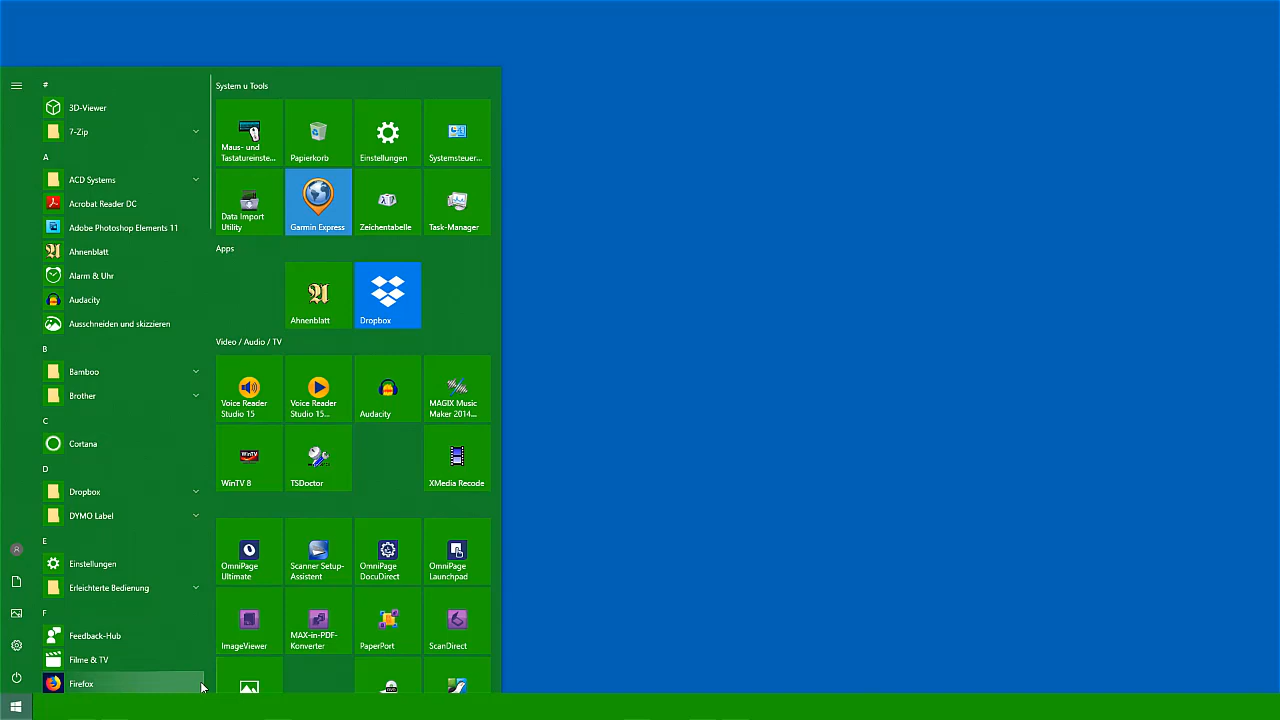 #
3D-Viewer
7-Zip
A
ACD Systems
Acrobat Reader DC
Adobe Photoshop Elements 11
Ahnenblatt
Alarm & Uhr
Audacity
Ausschneiden und skizzieren
B
Bamboo
Brother
C
Cortana
D
Dropbox
DYMO Label
E
Einstellungen
Erleichterte Bedienung
F
Feedback-Hub
Filme & TV
Firefox
System u Tools
Maus- und
Tastatureinste...
Papierkorb
Einstellungen
Systemsteuer...
Data Import
Utility
Garmin Express
Zeichentabelle
Task-Manager
Apps
Ahnenblatt
Dropbox
Video / Audio / TV
Voice Reader
Studio 15
Voice Reader
Studio 15...
Audacity
MAGIX Music
Maker 2014...
WinTV
WinTV 8
TSDoctor
XMedia Recode
OmniPage
Ultimate
Scanner Setup-
Assistent
OmniPage
DocuDirect
OmniPage
Launchpad
ImageViewer
MAX-in-PDF-
Konverter
PaperPort
ScanDirect